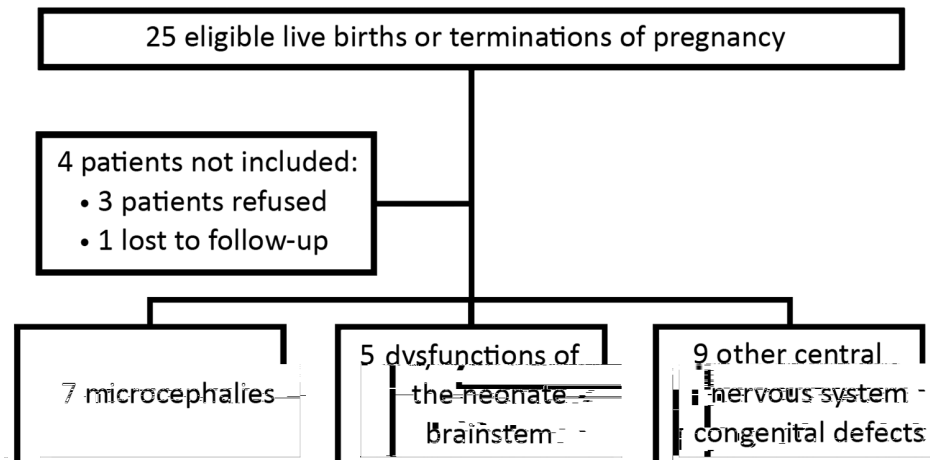 25 eligible live births or terminations of pregnancy
4 patients not included:
• 3 patients refused
• 1 lost to follow-up
7 microcephalies
5 dysfunctions of
the neonate
brainstem
9 other central
nervous system
congenital defects